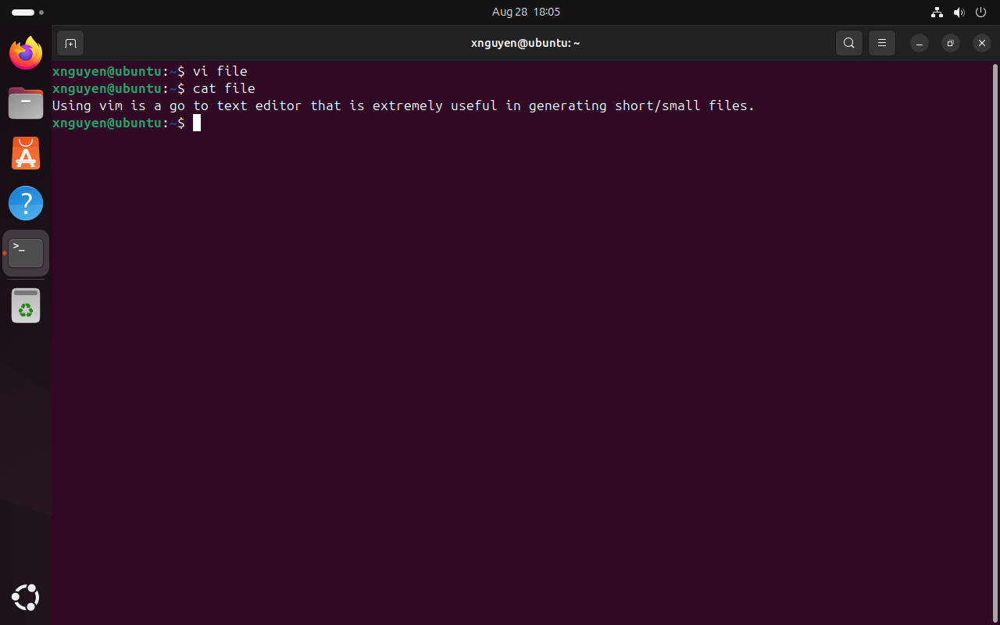 Aug 28 18:05
xnguyen@ubuntu: ~
xnguyen@ubuntu:~$ vi file
xnguyen@ubuntu:~$ cat file
Using vim is a go to text editor that is extremely useful in generating short/small files.
xnguyen@ubuntu:~$